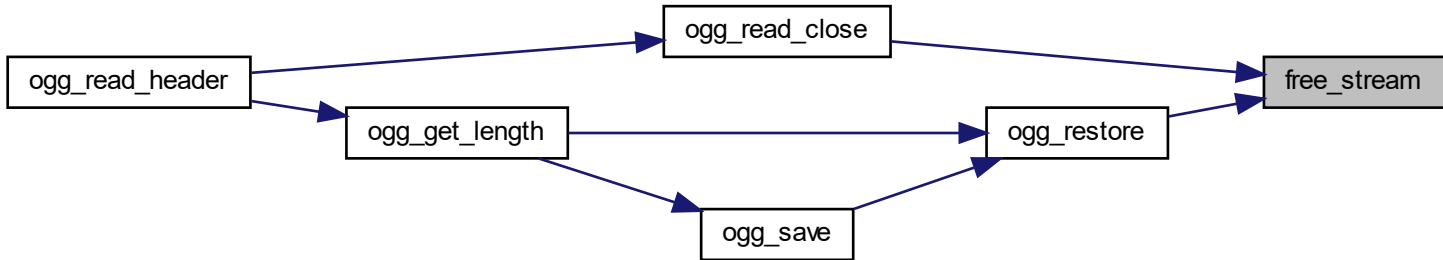 ogg_read_header
ogg_read_close
ogg_get_length
ogg_save
ogg_restore
free_stream